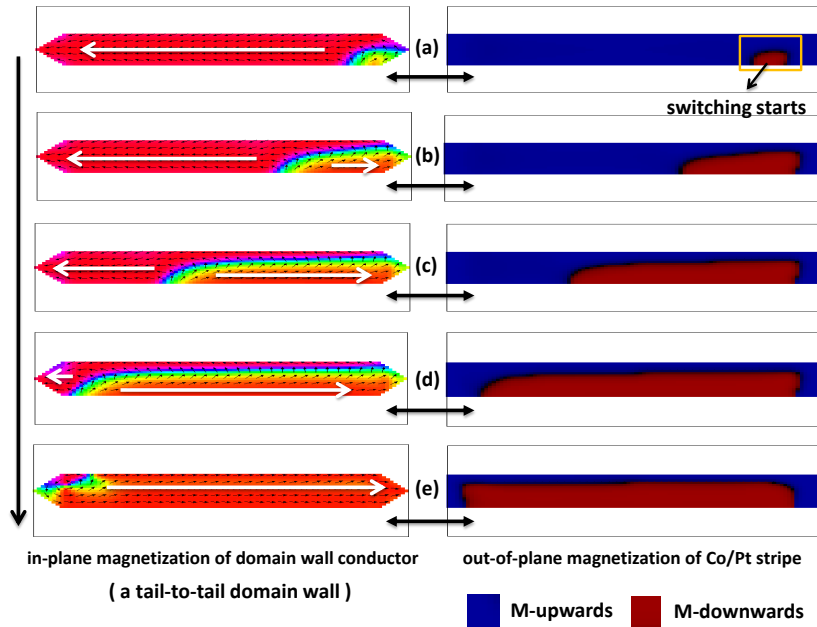 (a)
switching starts
(b)
(c)
(d)
(e)
in-plane magnetization of domain wall conductor
( a tail-to-tail domain wall )
out-of-plane magnetization of Co/Pt stripe
M-upwards
M-downwards